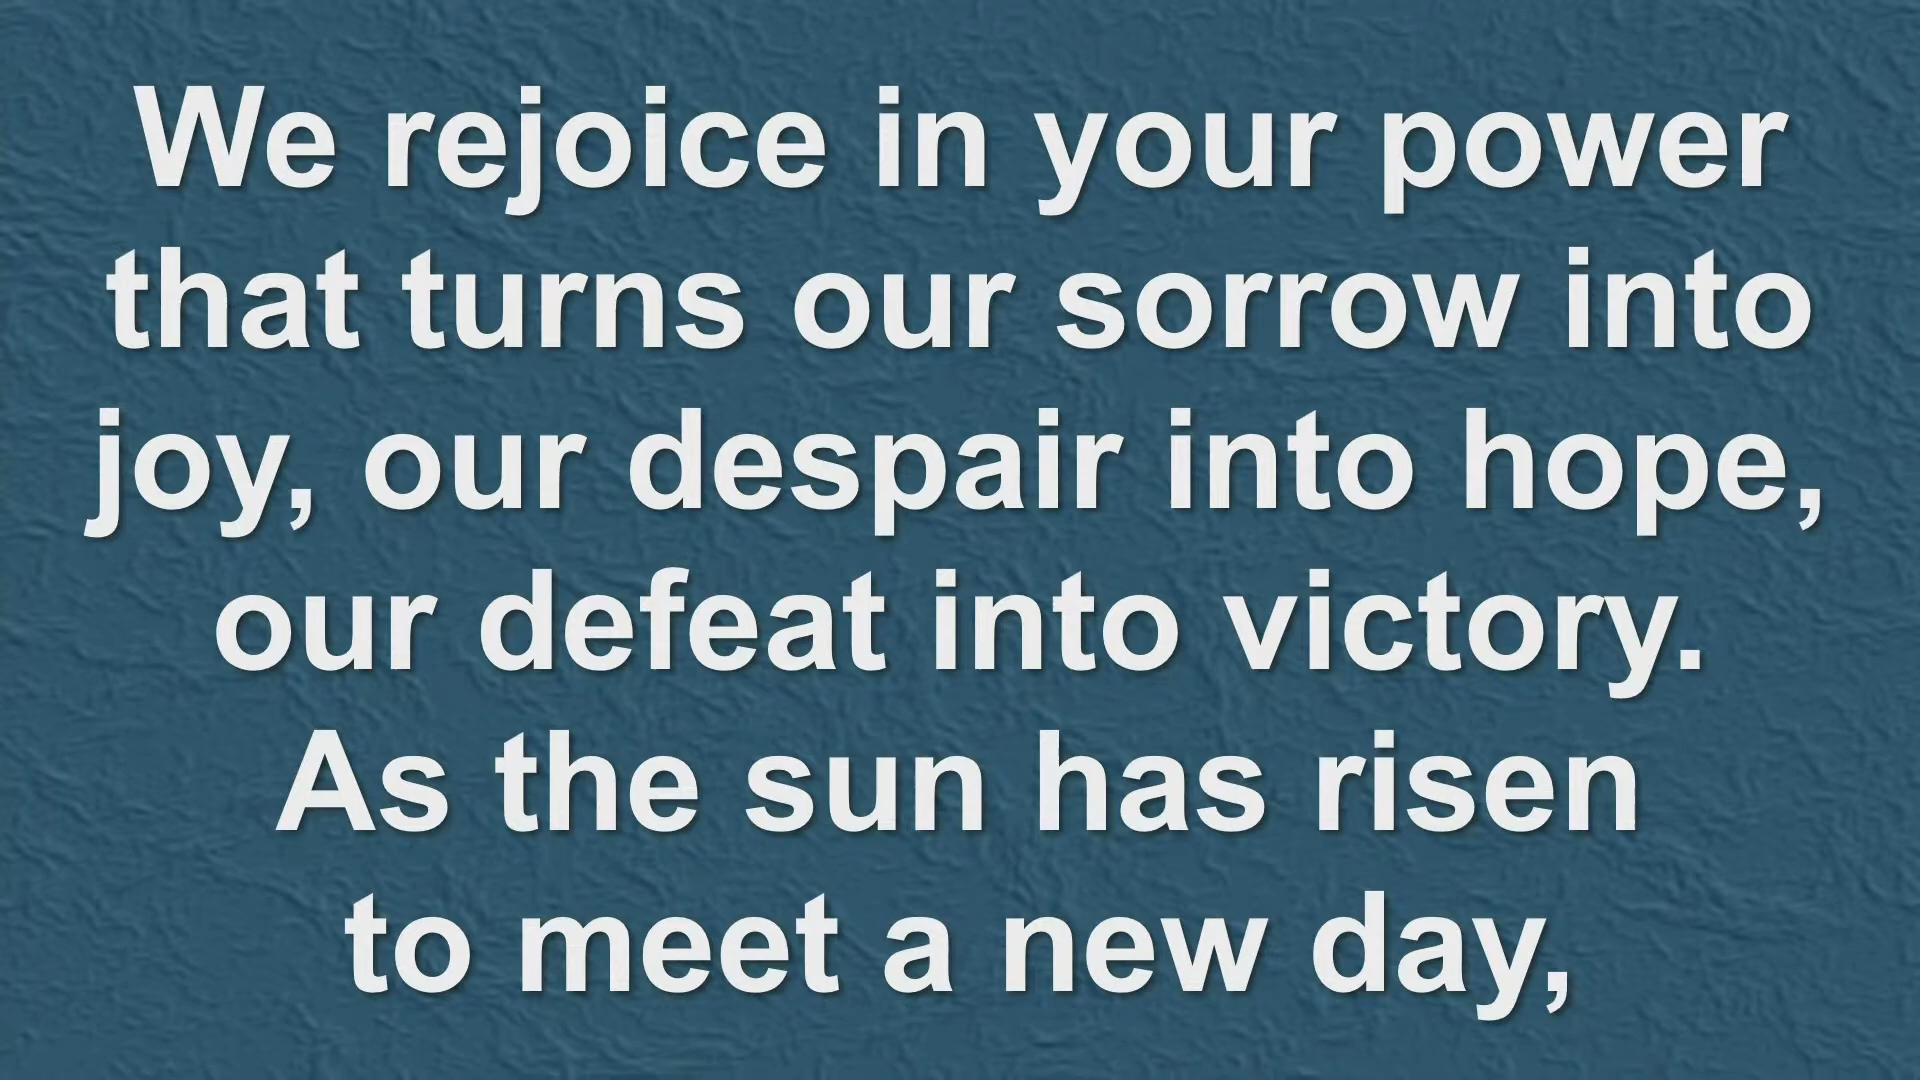 We rejoice in your power
that turns our sorrow into
joy, our despair into hope,
our defeat into victory.
As the sun has risen
to meet a new day,